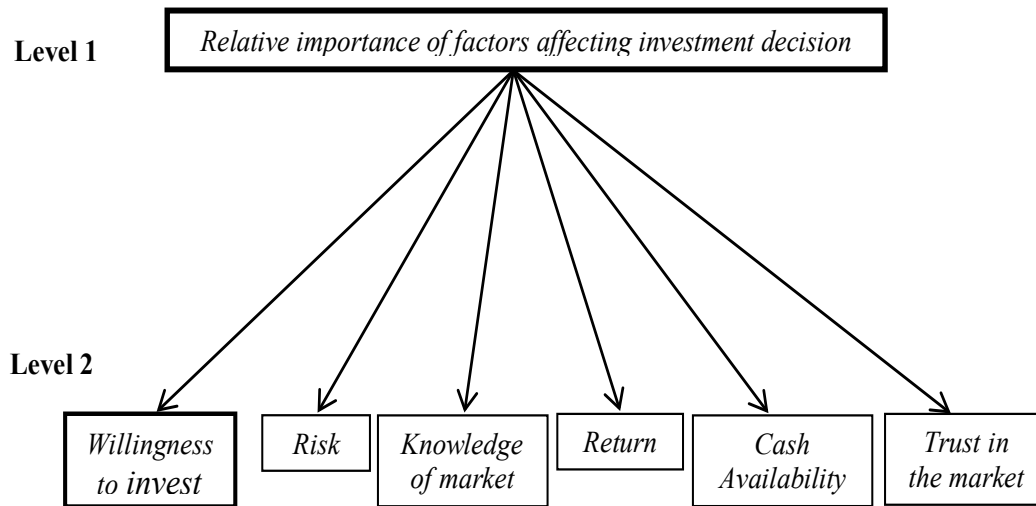 Level 1
Relative importance of factors affecting investment decision
Level 2
Willingness
to invest
Risk
Knowledge
of market
Return
Cash
Availability
Trust in
the market